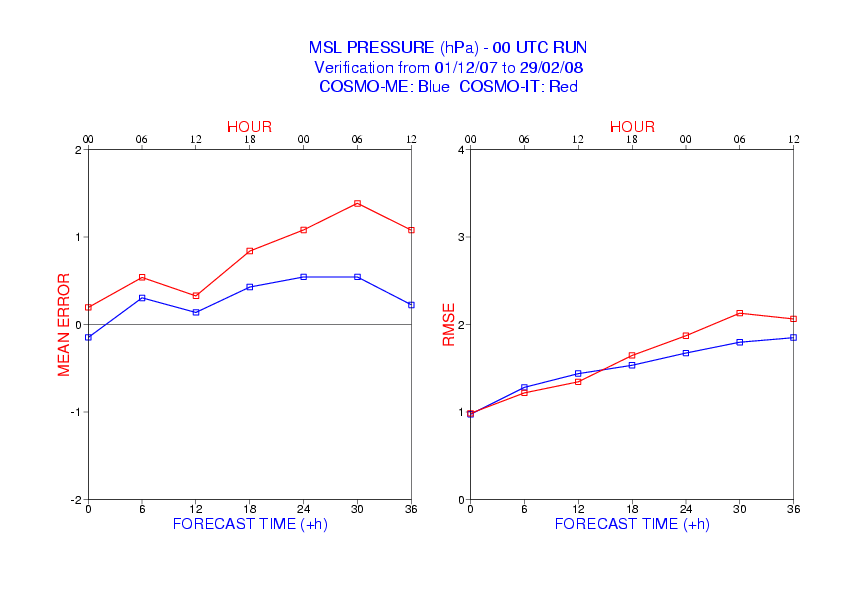 MSL PRESSURE (hPa) - 00 UTC RUN
Verification from 01/12/07 to 29/02/08
COSMO-ME: Blue  COSMO-IT: Red
HOUR
00 06 12 18 00 06 12
2
1
0
-1
-2
MEAN ERROR
0 6 12 18 24 30 36
FORECAST TIME (+h)
HOUR
00 06 12 18 00 06 12
4
3
2
1
0
RMSE
0 6 12 18 24 30 36
FORECAST TIME (+h)